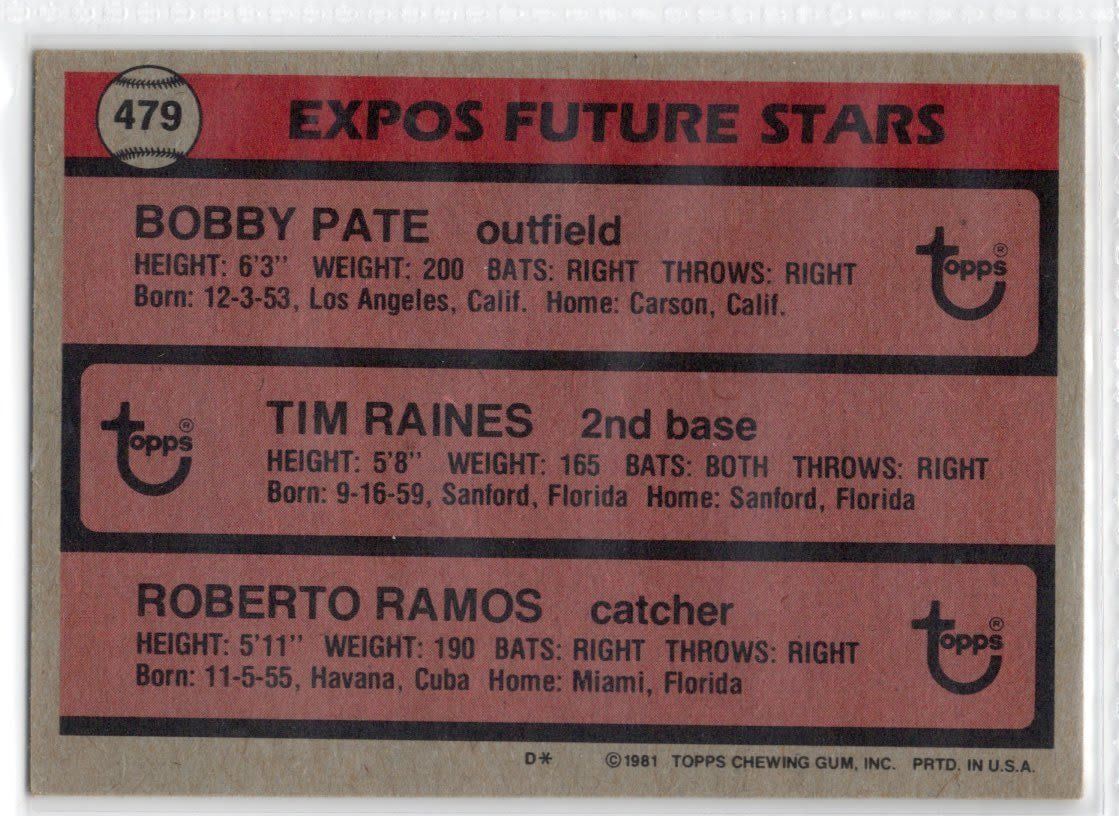 479
EXPOS FUTURE STARS
BOBBY PATE outfield
HEIGHT: 6'3" WEIGHT: 200 BATS: RIGHT THROWS: RIGHT
Born: 12-3-53, Los Angeles, Calif. Home: Carson, Calif.
topps®
topps®
TIM RAINES 2nd base
HEIGHT: 5'8" WEIGHT: 165 BATS: BOTH THROWS: RIGHT
Born: 9-16-59, Sanford, Florida Home: Sanford, Florida
ROBERTO RAMOS catcher
HEIGHT: 5'11" WEIGHT: 190 BATS: RIGHT THROWS: RIGHT
Born: 11-5-55, Havana, Cuba Home: Miami, Florida
topps®
D* ©1981 TOPPS CHEWING GUM, INC. PRTD. IN U.S.A.